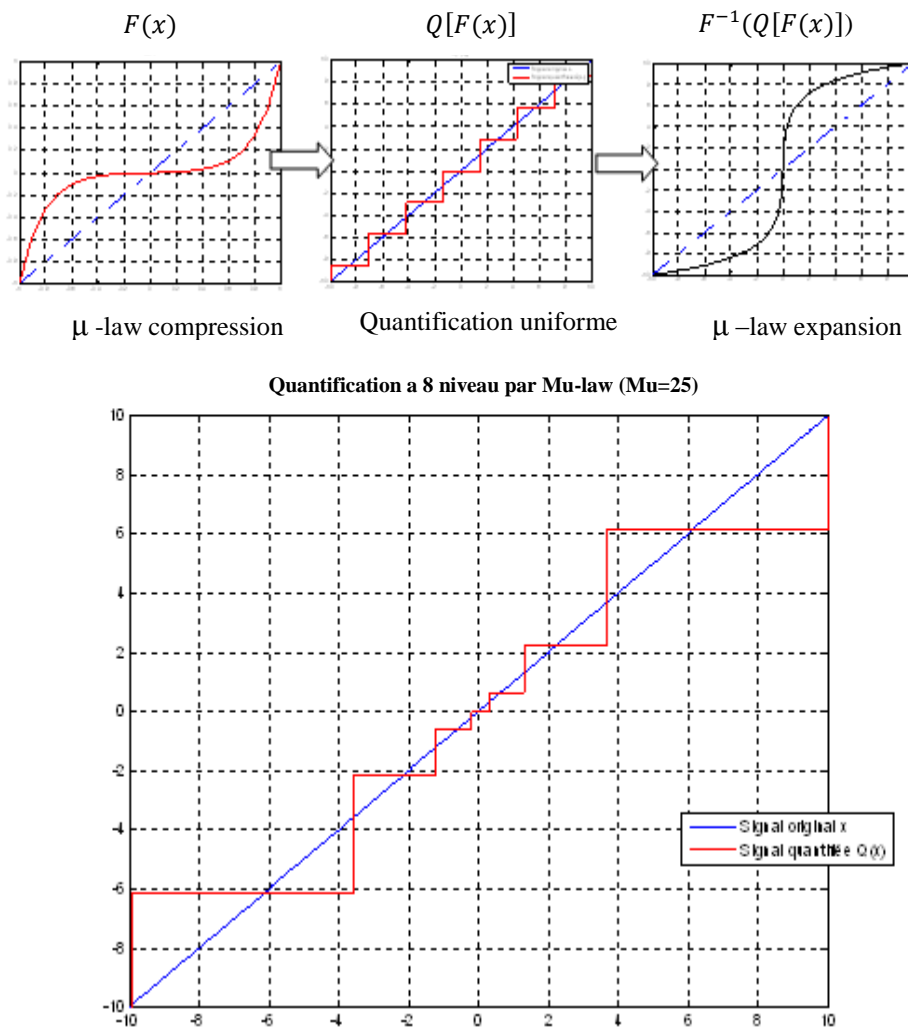 F(x) Q[F(x)] F⁻¹(Q[F(x)])
μ -law compression Quantification uniforme μ –law expansion
Quantification a 8 niveau par Mu-law (Mu=25)
10
8
6
4
2
0
-2
-4
-6
-8
-10
Signal original x
Signal quantifiée Q(x)
-10 -8 -6 -4 -2 0 2 4 6 8 10